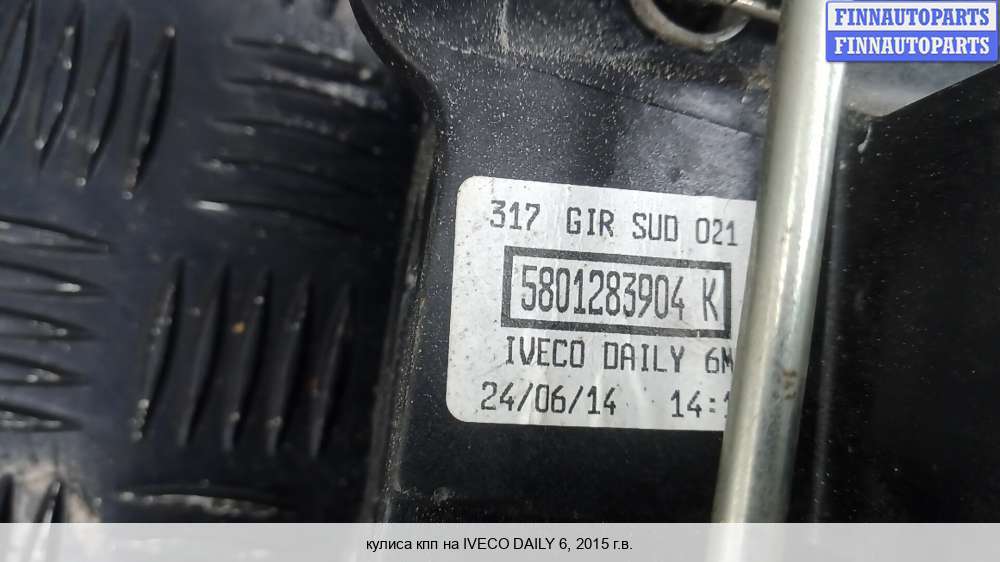 FINNAUTOPARTS
FINNAUTOPARTS
317 GIR SUD 021
5801283904 K
IVECO DAILY 6M
24/06/14 14:1
кулиса кпп на IVECO DAILY 6, 2015 г.в.